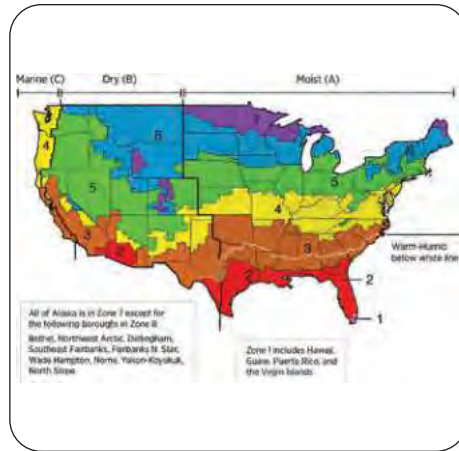 Marine (C) Dry (B) Moist (A)
7
6
6
4
5
5
4
3
3
Warm-Humid
below white line
2
2
2
1
All of Alaska is in Zone 7 except for
the following boroughs in Zone 8:
Bethel, Northwest Arctic, Dellingham,
Southeast Fairbanks, Fairbanks N. Star,
Wade Hampton, Nome, Yukon-Koyukuk,
North Slope
Zone 1 includes Hawaii,
Guam, Puerto Rico, and
the Virgin Islands